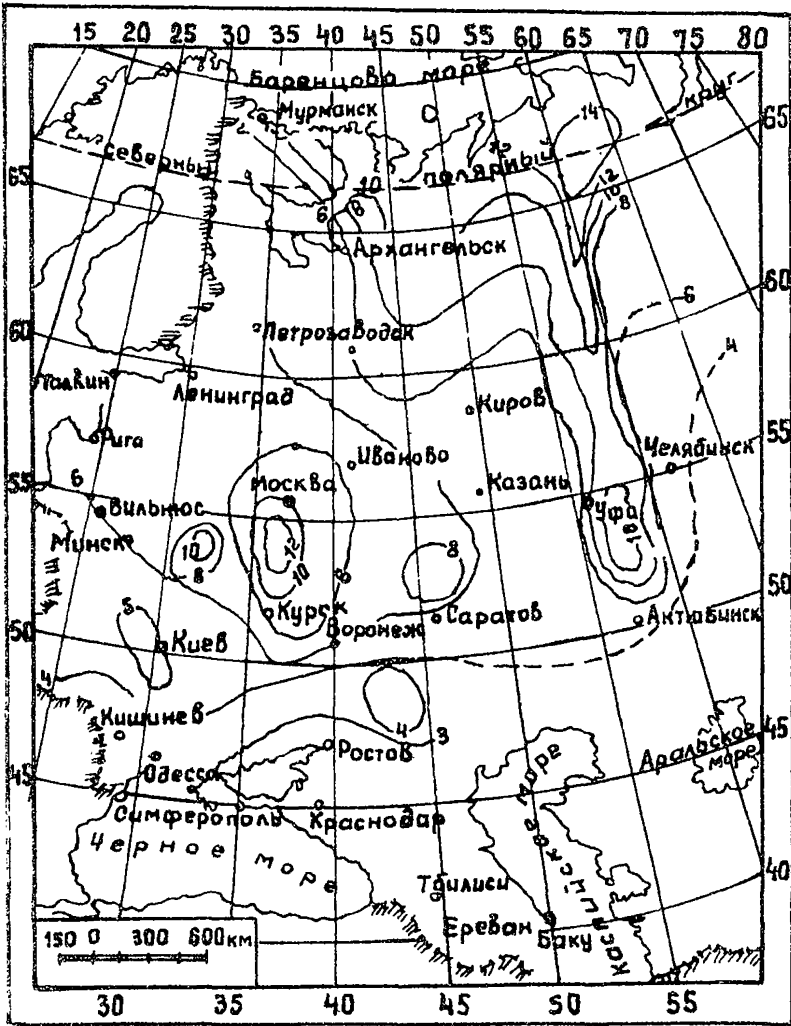 15 20 25 30 35 40 45 50 55 60 65 70 75 80
Баренцово море
Мурманск
14
круг
65
Северный
полярный
65
10
12
10
8
6
8
Архангельск
60
6
60
Петрозаводск
4
Таллин
Ленинград
Киров
Рига
Иваново
Челябинск
55
55
6
Москва
Казань
Вильнюс
Уфа
Минск
10
12
8
10
8
10
8
50
5
Курск
Саратов
Актюбинск
50
Воронеж
Киев
4
Кишинев
4
3
45
Ростов
Аральское
море
45
Одесса
Симферополь
Краснодар
Черное море
Каспийское море
40
Тбилиси
Ереван
Баку
150 0 300 600км
30 35 40 45 50 55